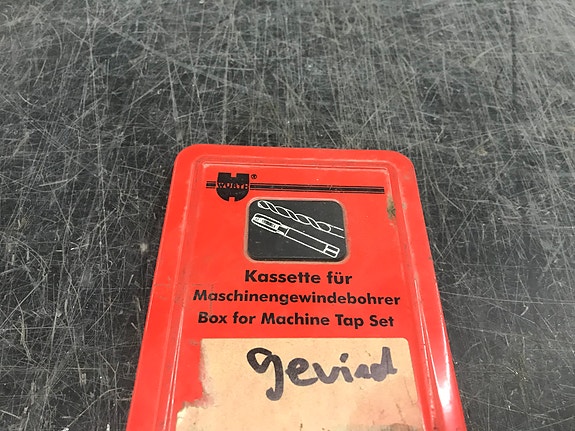 WÜRTH ®
Kassette für
Maschinengewindebohrer
Box for Machine Tap Set
gevind